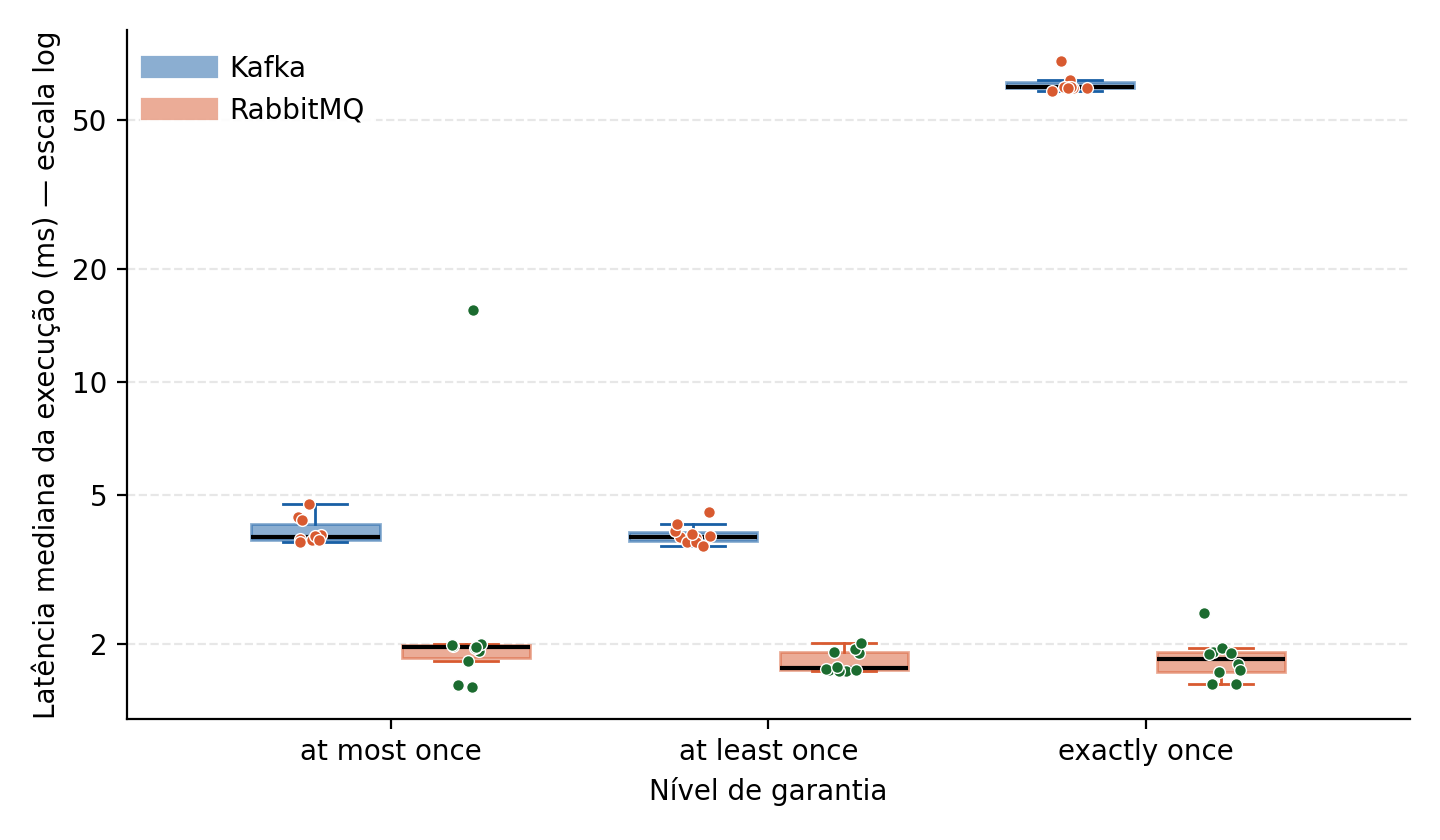 Kafka
RabbitMQ
Latência mediana da execução (ms) — escala log
50
20
10
5
2
at most once
at least once
exactly once
Nível de garantia